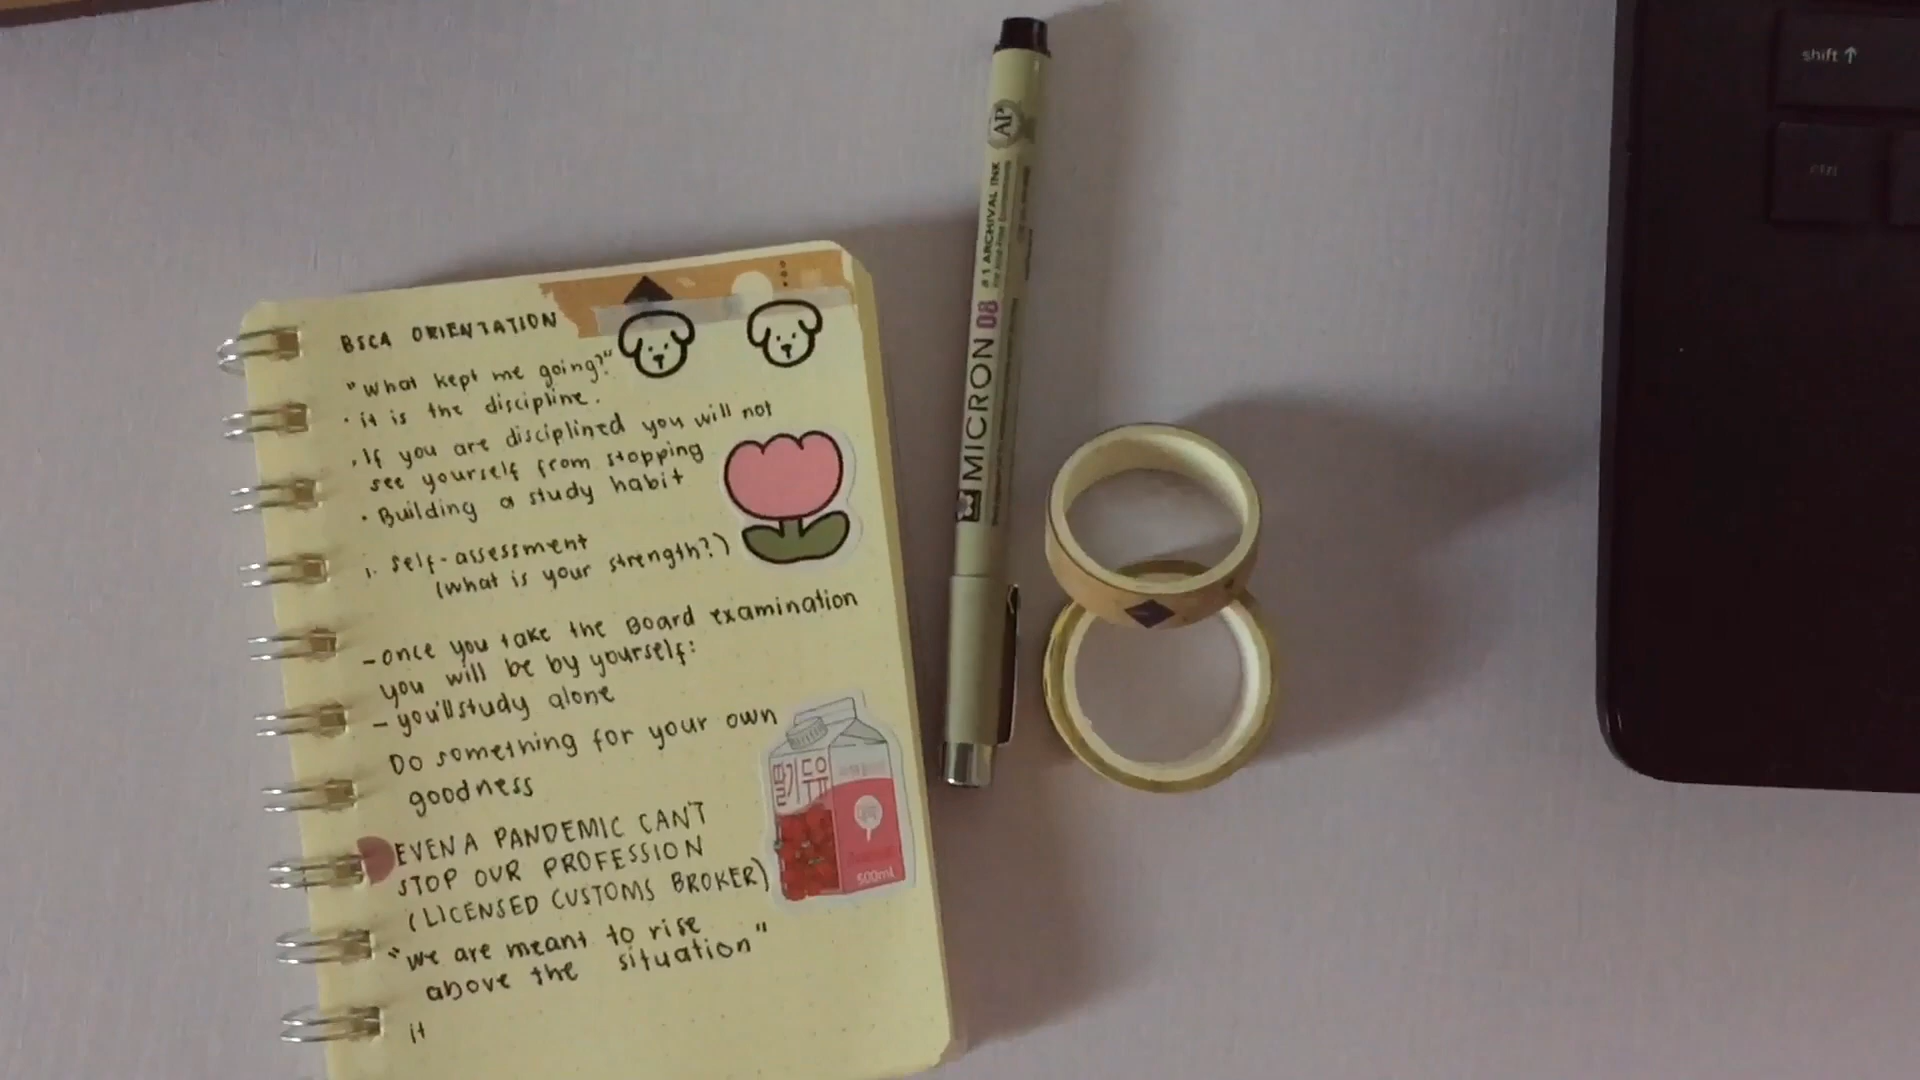 BSCA ORIENTATION
"What kept me going?"
· it is the discipline.
· If you are disciplined you will not
see yourself from stopping
· Building a study habit
1. self-assessment
(what is your strength?)
- once you take the Board examination
you will be by yourself:
- you'll study alone
Do something for your own
goodness
EVEN A PANDEMIC CAN'T
STOP OUR PROFESSION
(LICENSED CUSTOMS BROKER)
"we are meant to rise
above the situation"
it
딸기
500ml
AP
MICRON 08
#1 ARCHIVAL INK
shift ↑
ctrl